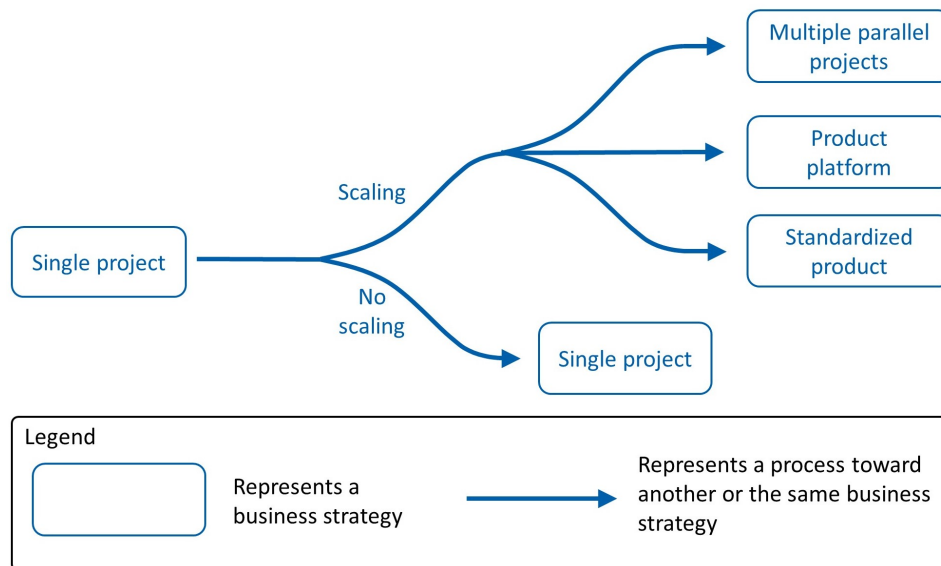 Multiple parallel
projects
Product
platform
Scaling
Standardized
product
Single project
No
scaling
Single project
Legend
Represents a
business strategy
Represents a process toward
another or the same business
strategy